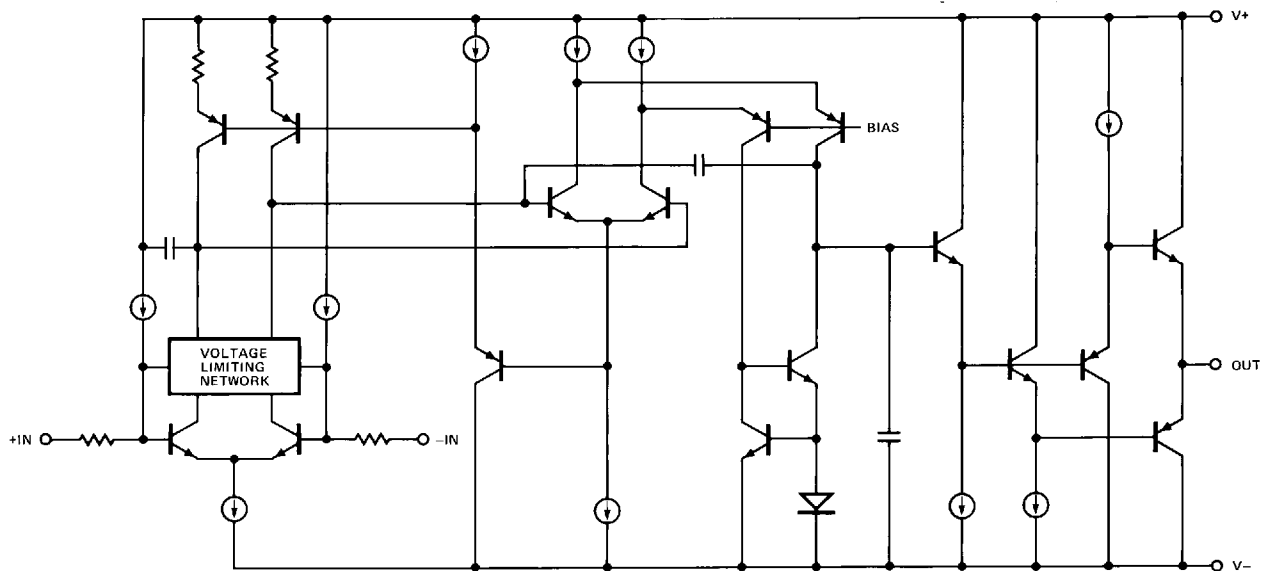 V+
BIAS
VOLTAGE
LIMITING
NETWORK
OUT
+IN
–IN
V–